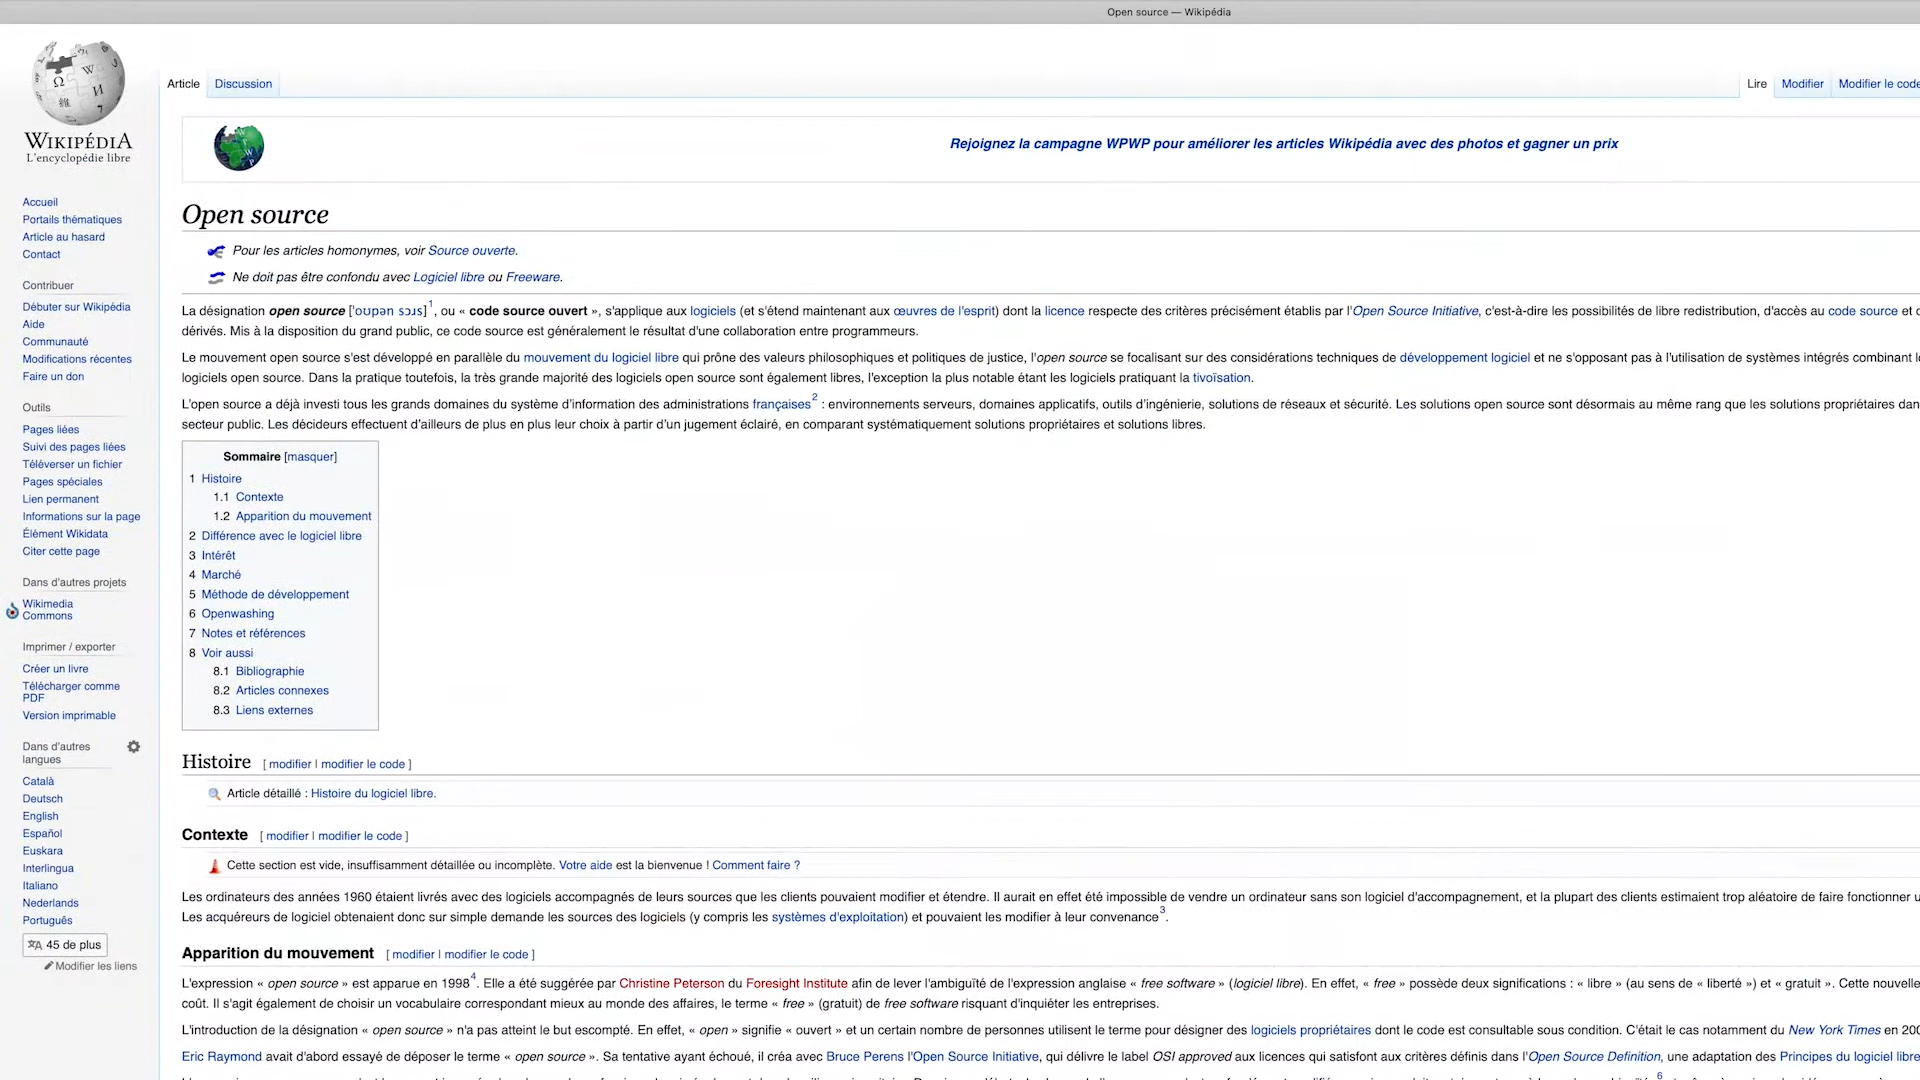 Open source — Wikipédia
WIKIPÉDIA
L'encyclopédie libre
Article
Discussion
Lire
Modifier
Modifier le code
Rejoignez la campagne WPWP pour améliorer les articles Wikipédia avec des photos et gagner un prix
Accueil
Portails thématiques
Article au hasard
Contact
Contribuer
Débuter sur Wikipédia
Aide
Communauté
Modifications récentes
Faire un don
Outils
Pages liées
Suivi des pages liées
Téléverser un fichier
Pages spéciales
Lien permanent
Informations sur la page
Élément Wikidata
Citer cette page
Dans d'autres projets
Wikimedia
Commons
Imprimer / exporter
Créer un livre
Télécharger comme
PDF
Version imprimable
Dans d'autres
langues
Català
Deutsch
English
Español
Euskara
Interlingua
Italiano
Nederlands
Português
45 de plus
Modifier les liens
Open source
Pour les articles homonymes, voir Source ouverte.
Ne doit pas être confondu avec Logiciel libre ou Freeware.
La désignation open source ['oʊpən sɔɹs]1, ou « code source ouvert », s'applique aux logiciels (et s'étend maintenant aux œuvres de l'esprit) dont la licence respecte des critères précisément établis par l'Open Source Initiative, c'est-à-dire les possibilités de libre redistribution, d'accès au code source et
dérivés. Mis à la disposition du grand public, ce code source est généralement le résultat d'une collaboration entre programmeurs.
Le mouvement open source s'est développé en parallèle du mouvement du logiciel libre qui prône des valeurs philosophiques et politiques de justice, l'open source se focalisant sur des considérations techniques de développement logiciel et ne s'opposant pas à l'utilisation de systèmes intégrés combinant
logiciels open source. Dans la pratique toutefois, la très grande majorité des logiciels open source sont également libres, l'exception la plus notable étant les logiciels pratiquant la tivoïsation.
L'open source a déjà investi tous les grands domaines du système d'information des administrations françaises2 : environnements serveurs, domaines applicatifs, outils d'ingénierie, solutions de réseaux et sécurité. Les solutions open source sont désormais au même rang que les solutions propriétaires
secteur public. Les décideurs effectuent d'ailleurs de plus en plus leur choix à partir d'un jugement éclairé, en comparant systématiquement solutions propriétaires et solutions libres.
Sommaire [masquer]
1 Histoire
1.1 Contexte
1.2 Apparition du mouvement
2 Différence avec le logiciel libre
3 Intérêt
4 Marché
5 Méthode de développement
6 Openwashing
7 Notes et références
8 Voir aussi
8.1 Bibliographie
8.2 Articles connexes
8.3 Liens externes
Histoire [ modifier | modifier le code ]
Article détaillé : Histoire du logiciel libre.
Contexte [ modifier | modifier le code ]
Cette section est vide, insuffisamment détaillée ou incomplète. Votre aide est la bienvenue ! Comment faire ?
Les ordinateurs des années 1960 étaient livrés avec des logiciels accompagnés de leurs sources que les clients pouvaient modifier et étendre. Il aurait en effet été impossible de vendre un ordinateur sans son logiciel d'accompagnement, et la plupart des clients estimaient trop aléatoire de faire fonctionner
Les acquéreurs de logiciel obtenaient donc sur simple demande les sources des logiciels (y compris les systèmes d'exploitation) et pouvaient les modifier à leur convenance3.
Apparition du mouvement [ modifier | modifier le code ]
L'expression « open source » est apparue en 19984. Elle a été suggérée par Christine Peterson du Foresight Institute afin de lever l'ambiguïté de l'expression anglaise « free software » (logiciel libre). En effet, « free » possède deux significations : « libre » (au sens de « liberté ») et « gratuit ». Cette nouvelle
coût. Il s'agit également de choisir un vocabulaire correspondant mieux au monde des affaires, le terme « free » (gratuit) de free software risquant d'inquiéter les entreprises.
L'introduction de la désignation « open source » n'a pas atteint le but escompté. En effet, « open » signifie « ouvert » et un certain nombre de personnes utilisent le terme pour désigner des logiciels propriétaires dont le code est consultable sous condition. C'était le cas notamment du New York Times en
Eric Raymond avait d'abord essayé de déposer le terme « open source ». Sa tentative ayant échoué, il créa avec Bruce Perens l'Open Source Initiative, qui délivre le label OSI approved aux licences qui satisfont aux critères définis dans l'Open Source Definition, une adaptation des Principes du logiciel libre